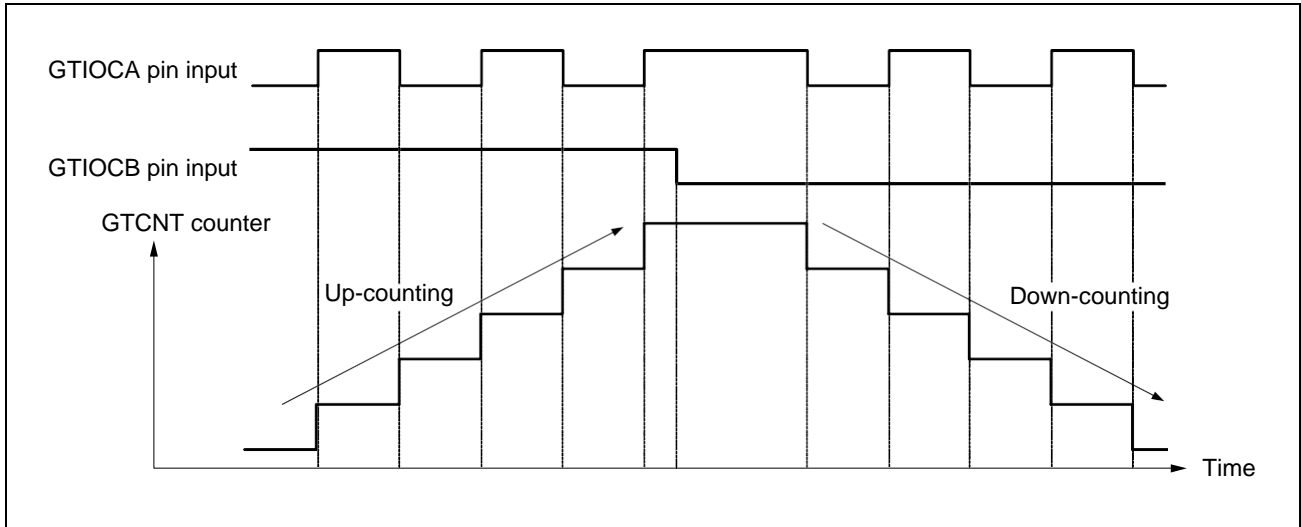 GTIOCA pin input
GTIOCB pin input
GTCNT counter
Up-counting
Down-counting
Time